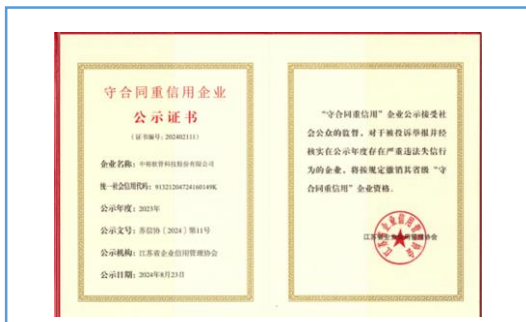 守合同重信用企业
公示证书
(证书编号: 202402111)
企业名称: 中裕软管科技股份有限公司
统一社会信用代码: 91321204724160149K
公示年度: 2023年
公示文号: 苏信协〔2024〕第11号
公示机构: 江苏省企业信用管理协会
公示日期: 2024年8月23日
“守合同重信用”企业公示接受社
会公众的监督。对于被投诉举报并经
核实在公示年度存在严重违法失信行
为的企业，将按规定撤销其省级“守
合同重信用”企业资格。
江苏省企业信用管理协会